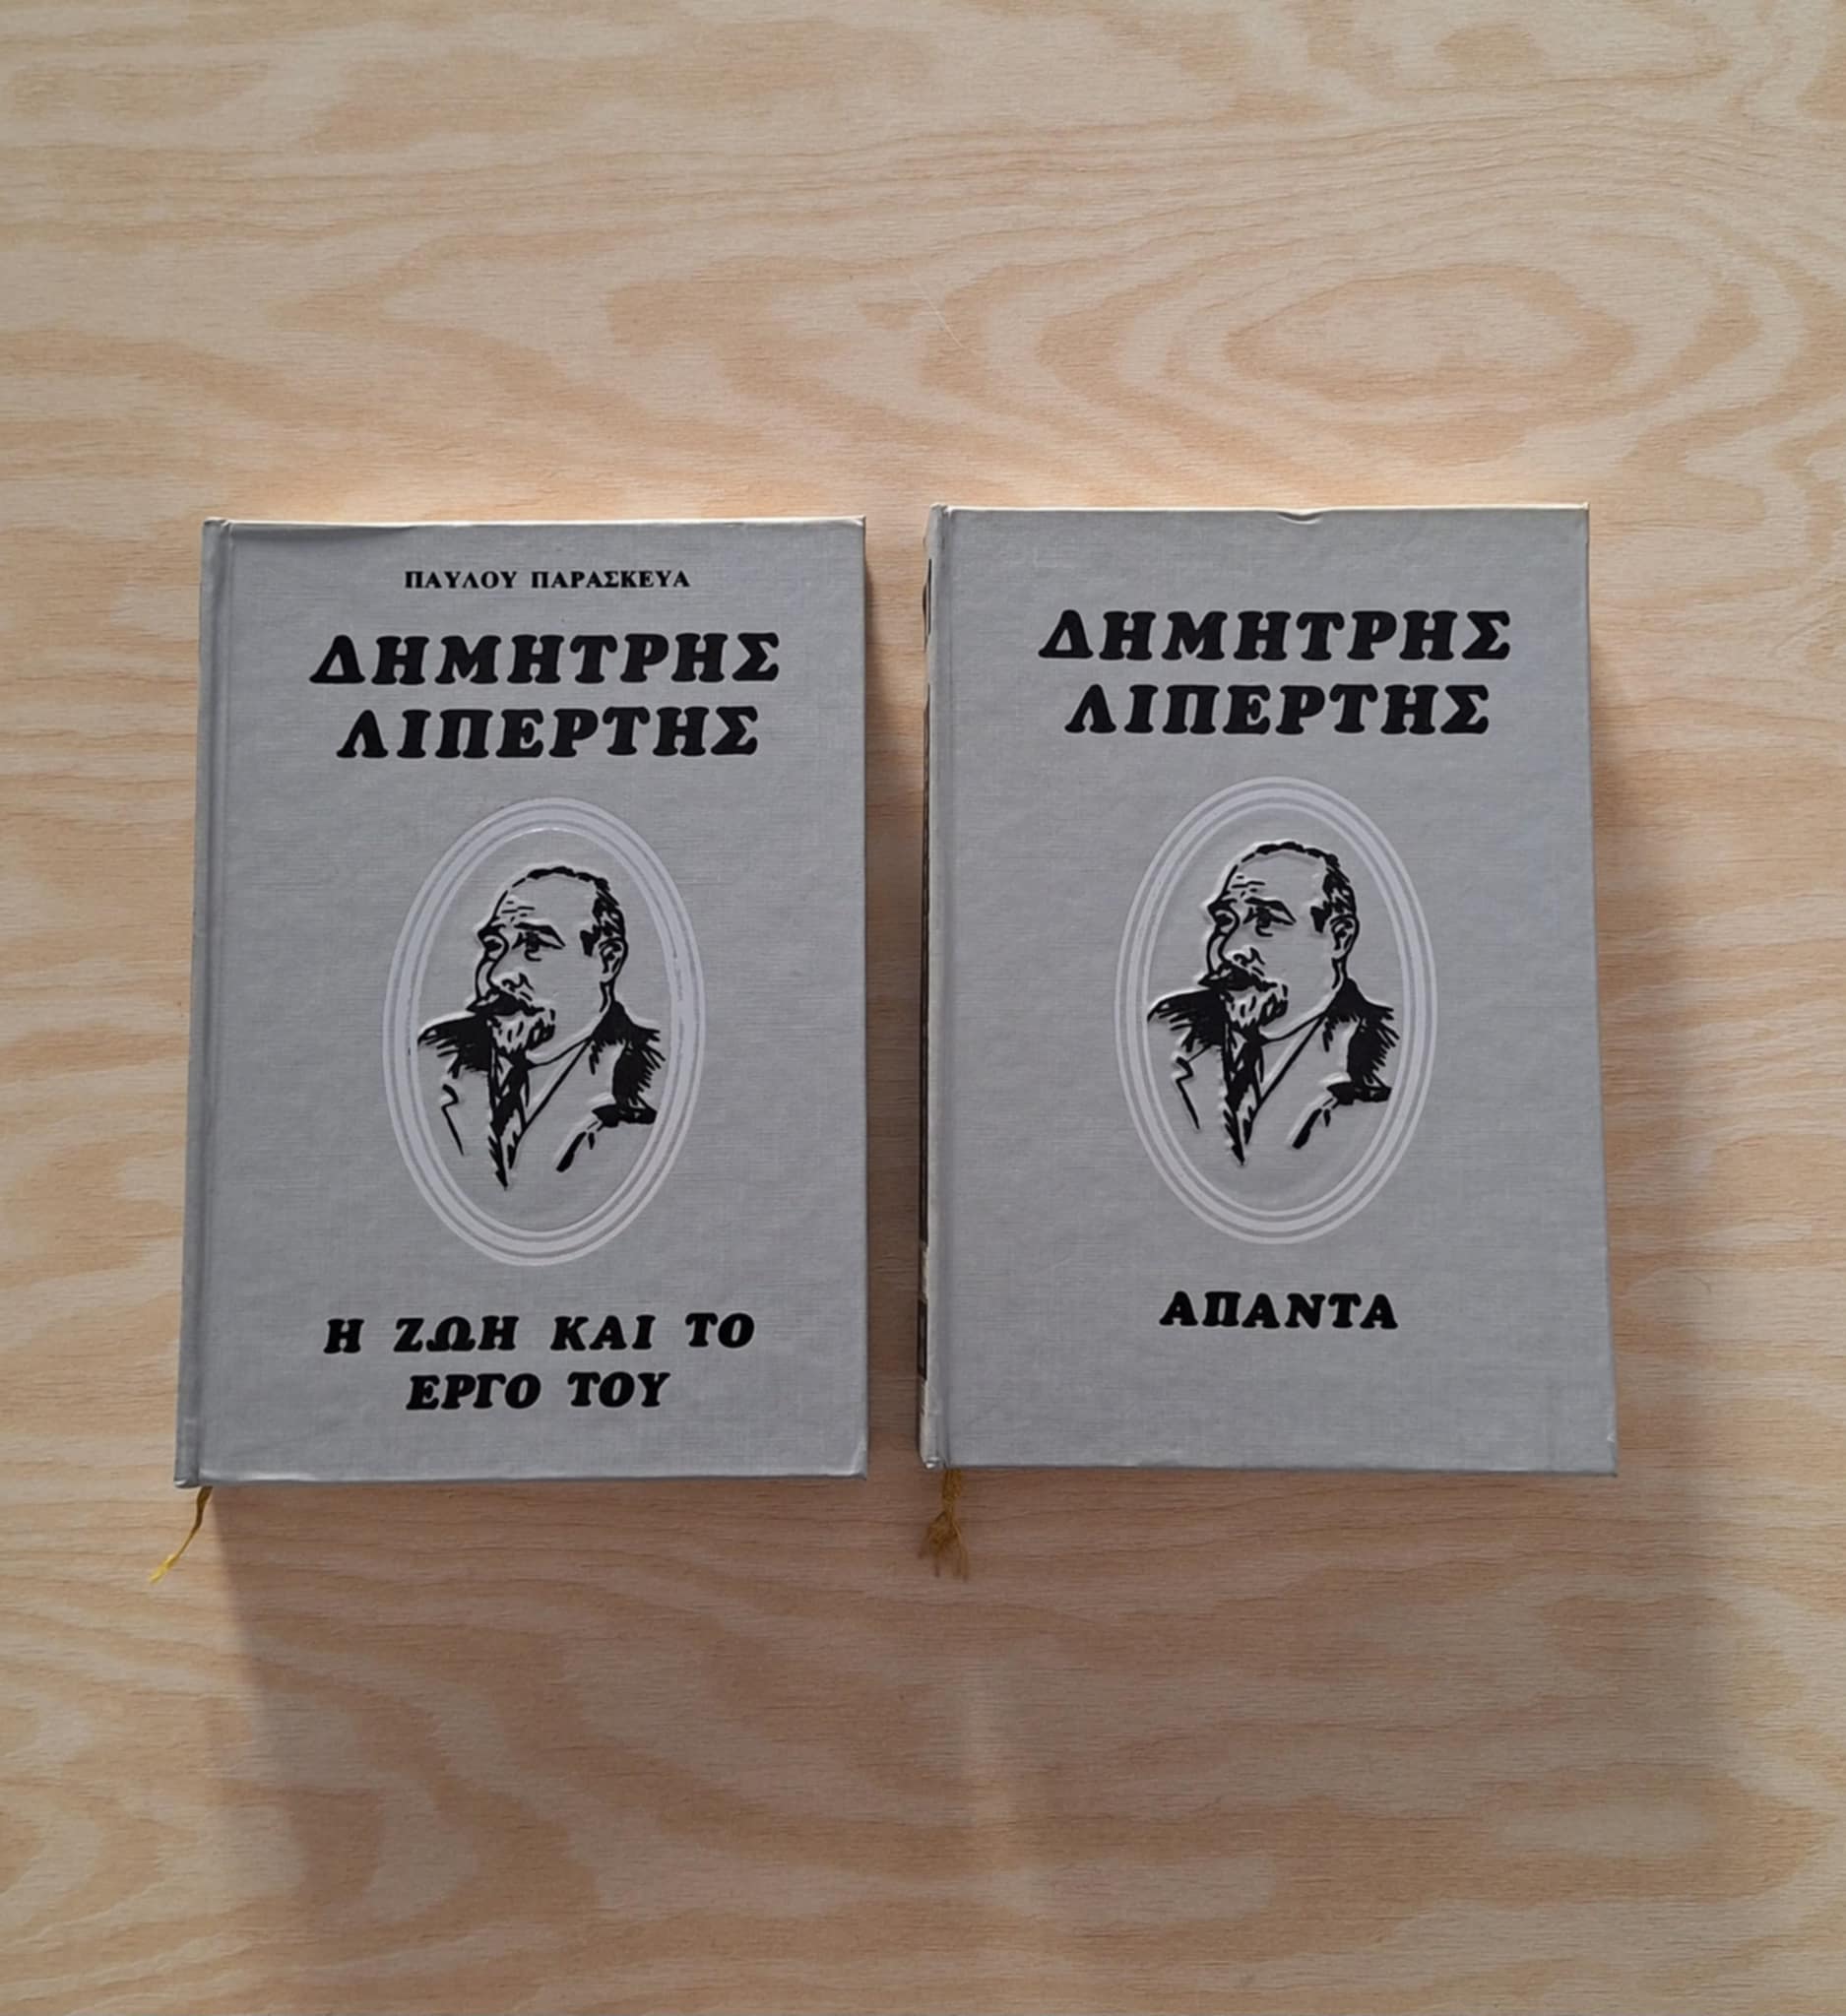 ΠΑΥΛΟΥ ΠΑΡΑΣΚΕΥΑ
ΔΗΜΗΤΡΗΣ
ΛΙΠΕΡΤΗΣ
Η ΖΩΗ ΚΑΙ ΤΟ
ΕΡΓΟ ΤΟΥ
ΔΗΜΗΤΡΗΣ
ΛΙΠΕΡΤΗΣ
ΑΠΑΝΤΑ